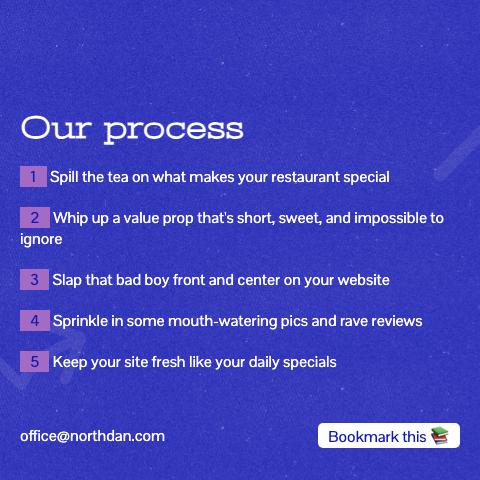 Our process
1 Spill the tea on what makes your restaurant special
2 Whip up a value prop that's short, sweet, and impossible to
ignore
3 Slap that bad boy front and center on your website
4 Sprinkle in some mouth-watering pics and rave reviews
5 Keep your site fresh like your daily specials
office@northdan.com
Bookmark this 📚